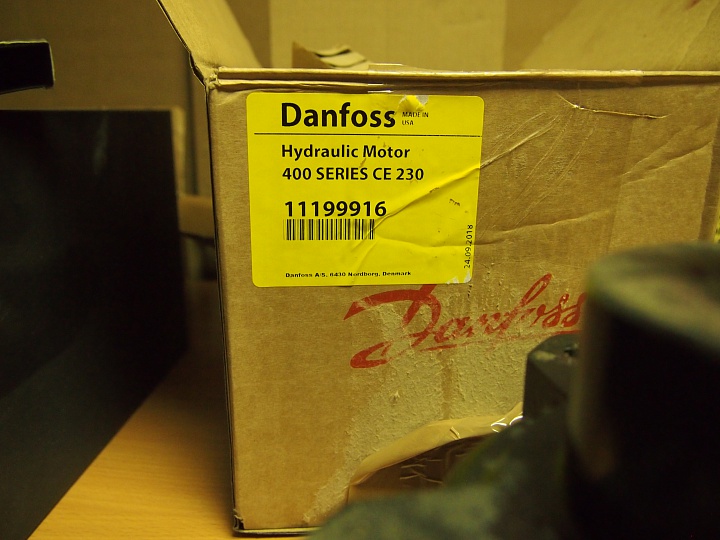 Danfoss
MADE IN
USA
Hydraulic Motor
400 SERIES CE 230
11199916
24.09.2018
Danfoss A/S, 6430 Nordborg, Denmark
Danfoss